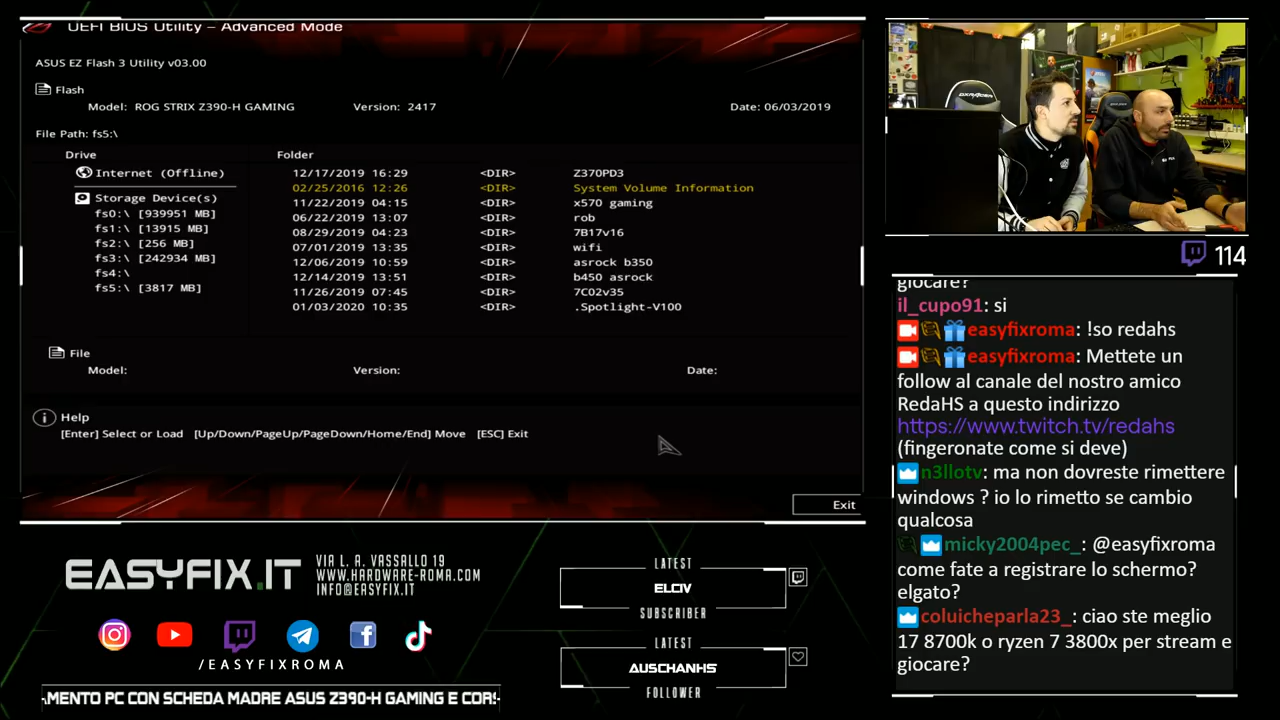 UEFI BIOS Utility – Advanced Mode
ASUS EZ Flash 3 Utility v03.00
Flash
Model: ROG STRIX Z390-H GAMING Version: 2417 Date: 06/03/2019
File Path: fs5:\
Drive Folder
Internet (Offline)
Storage Device(s)
fs0:\ [939951 MB]
fs1:\ [13915 MB]
fs2:\ [256 MB]
fs3:\ [242934 MB]
fs4:\
fs5:\ [3817 MB]
12/17/2019 16:29 <DIR> Z370PD3
02/25/2016 12:26 <DIR> System Volume Information
11/22/2019 04:15 <DIR> x570 gaming
06/22/2019 13:07 <DIR> rob
08/29/2019 04:23 <DIR> 7B17v16
07/01/2019 13:35 <DIR> wifi
12/06/2019 10:59 <DIR> asrock b350
12/14/2019 13:51 <DIR> b450 asrock
11/26/2019 07:45 <DIR> 7C02v35
01/03/2020 10:35 <DIR> .Spotlight-V100
File
Model: Version: Date:
Help
[Enter] Select or Load [Up/Down/PageUp/PageDown/Home/End] Move [ESC] Exit
Exit
DXRACER
114
giocare?
il_cupo91: si
easyfixroma: !so redahs
easyfixroma: Mettete un
follow al canale del nostro amico
RedaHS a questo indirizzo
https://www.twitch.tv/redahs
(fingeronate come si deve)
n3llotv: ma non dovreste rimettere
windows ? io lo rimetto se cambio
qualcosa
micky2004pec_: @easyfixroma
come fate a registrare lo schermo?
elgato?
coluicheparla23_: ciao ste meglio
17 8700k o ryzen 7 3800x per stream e
giocare?
EASYFIX.IT
VIA L. A. VASSALLO 19
WWW.HARDWARE-ROMA.COM
INFO@EASYFIX.IT
/EASYFIXROMA
LATEST
ELCIV
SUBSCRIBER
LATEST
AUSCHANHS
FOLLOWER
MENTO PC CON SCHEDA MADRE ASUS Z390-H GAMING E CORS